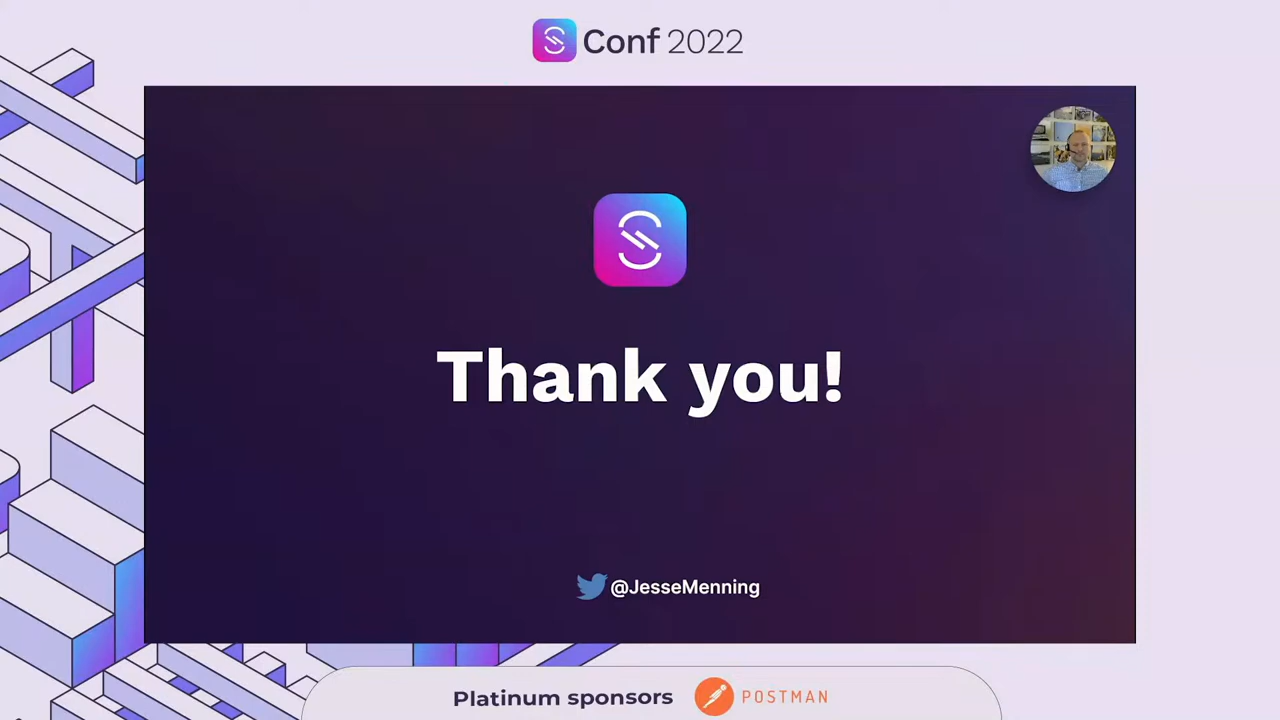 Conf 2022
Thank you!
@JesseMenning
Platinum sponsors
POSTMAN